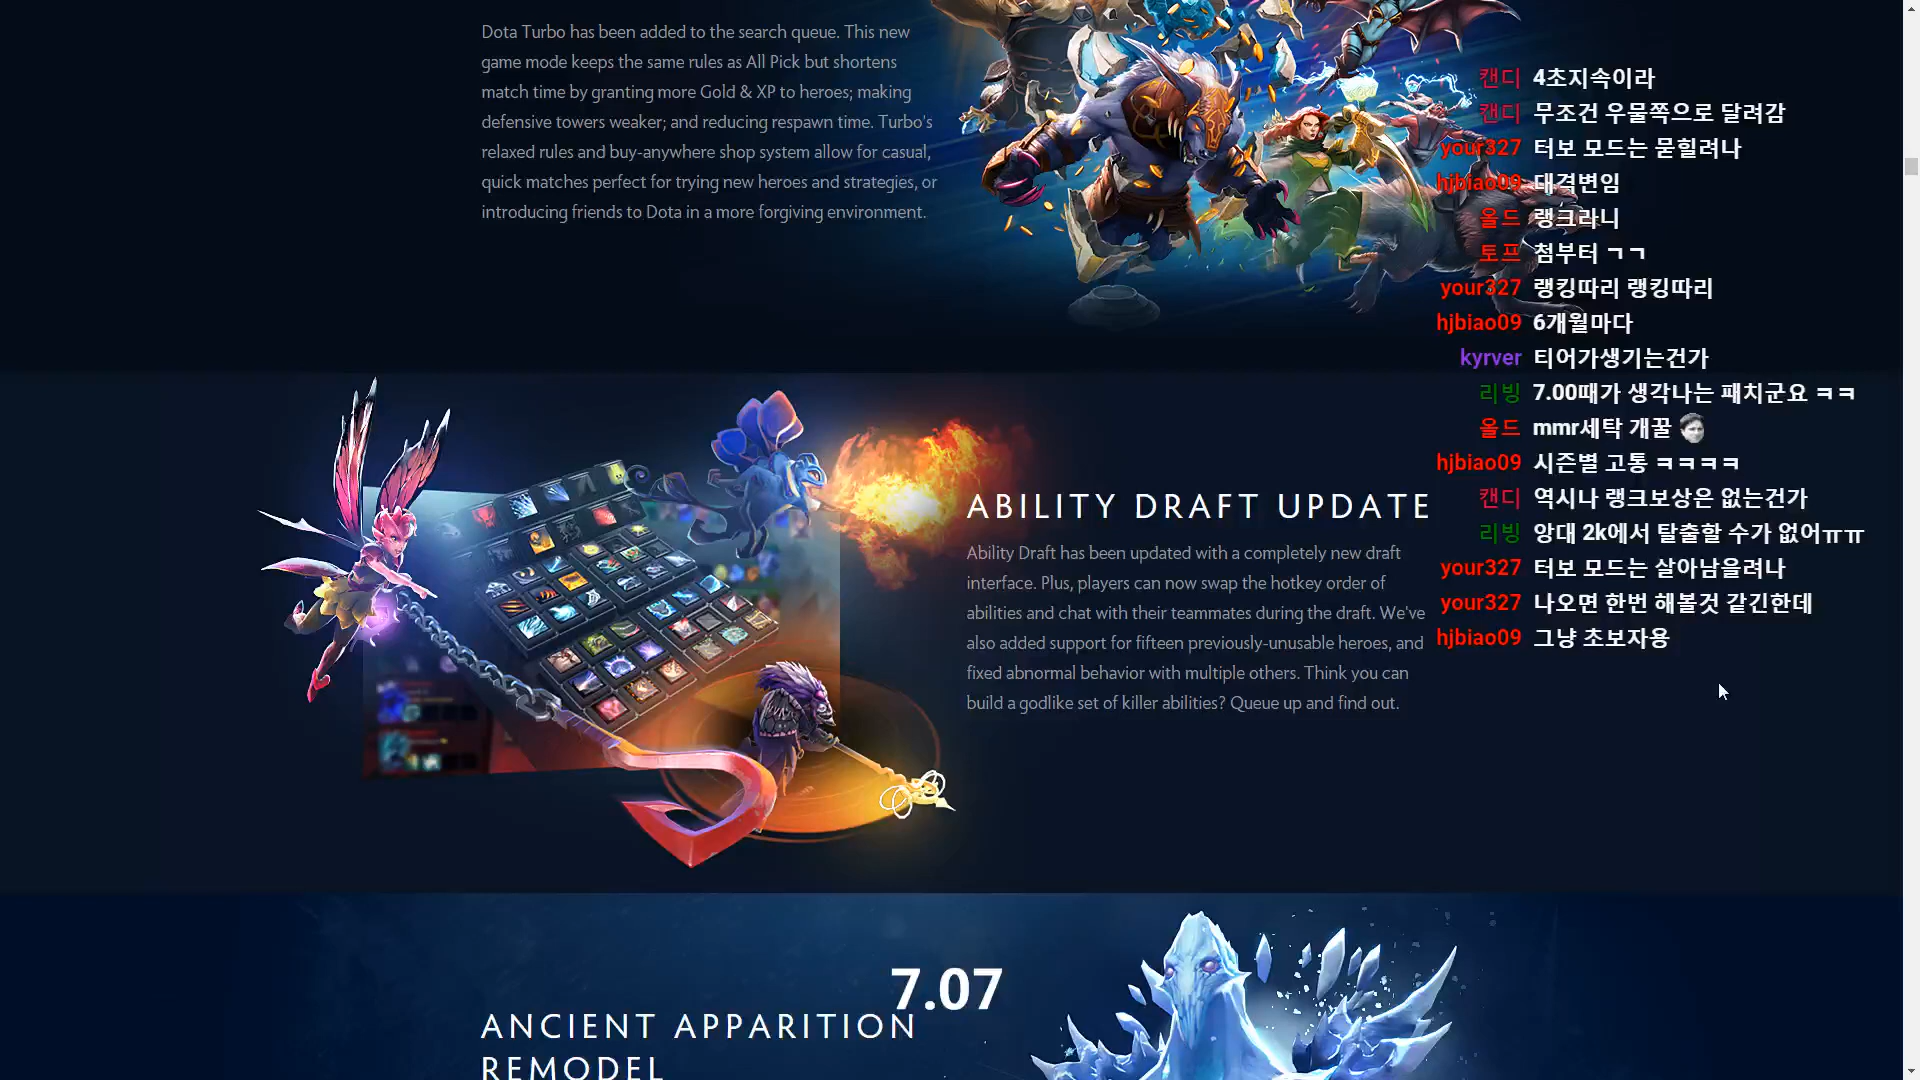 Dota Turbo has been added to the search queue. This new
game mode keeps the same rules as All Pick but shortens
match time by granting more Gold & XP to heroes; making
defensive towers weaker; and reducing respawn time. Turbo's
relaxed rules and buy-anywhere shop system allow for casual,
quick matches perfect for trying new heroes and strategies, or
introducing friends to Dota in a more forgiving environment.
캔디 4초지속이라
캔디 무조건 우물쪽으로 달려감
your327 터보 모드는 묻힐려나
hjbiao09 대격변임
올드 랭크라니
토프 첨부터 ㄱㄱ
your327 랭킹따리 랭킹따리
hjbiao09 6개월마다
kyrver 티어가생기는건가
리빙 7.00때가 생각나는 패치군요 ㅋㅋ
올드 mmr세탁 개꿀
hjbiao09 시즌별 고통 ㅋㅋㅋㅋ
캔디 역시나 랭크보상은 없는건가
리빙 앙대 2k에서 탈출할 수가 없어ㅠㅠ
your327 터보 모드는 살아남을려나
your327 나오면 한번 해볼것 같긴한데
hjbiao09 그냥 초보자용
ABILITY DRAFT UPDATE
Ability Draft has been updated with a completely new draft
interface. Plus, players can now swap the hotkey order of
abilities and chat with their teammates during the draft. We've
also added support for fifteen previously-unusable heroes, and
fixed abnormal behavior with multiple others. Think you can
build a godlike set of killer abilities? Queue up and find out.
7.07
ANCIENT APPARITION
REMODEL